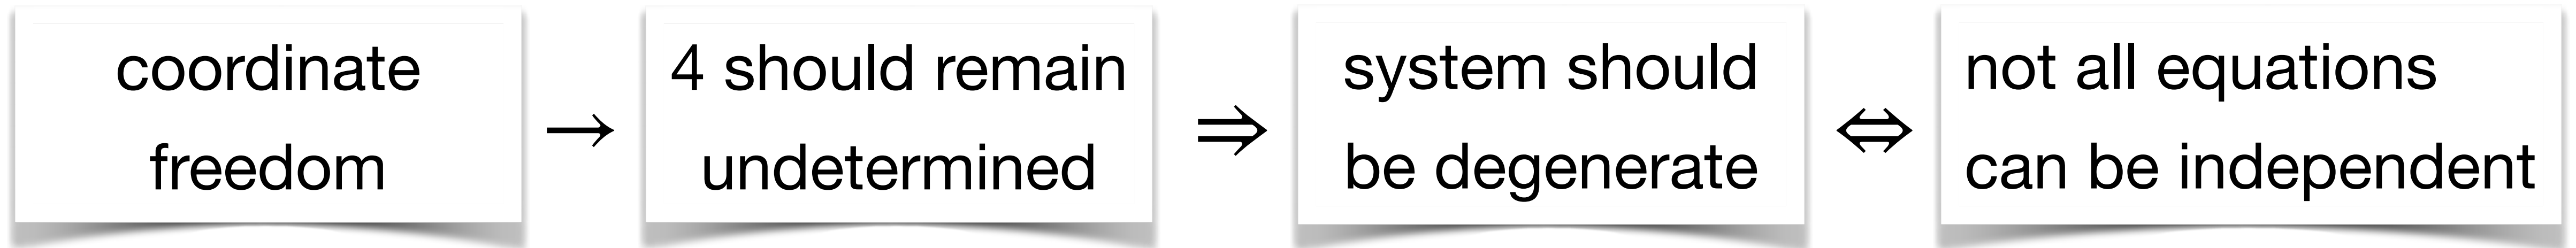 coordinate
freedom
→
4 should remain
undetermined
⇒
system should
be degenerate
⇔
not all equations
can be independent